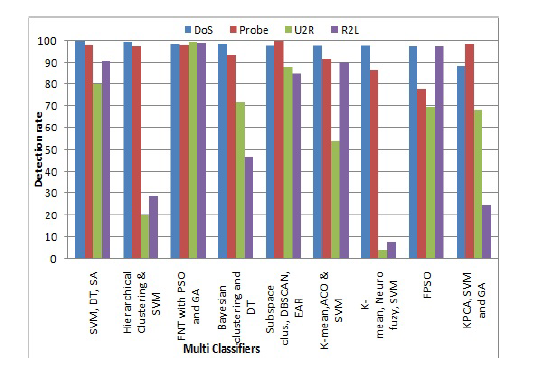 DoS Probe U2R R2L
100
90
80
70
60
50
40
30
20
10
0
Detection rate
SVM, DT, SA
Hierarchical
Clustering &
SVM
FNT with PSO
and GA
Bayesian
clustering and
DT
Subspace
clus, DBSCAN,
EAR
K-mean,ACO &
SVM
K-
mean, Neuro
fuzy, SVM
FPSO
KPCA, SVM
and GA
Multi Classifiers